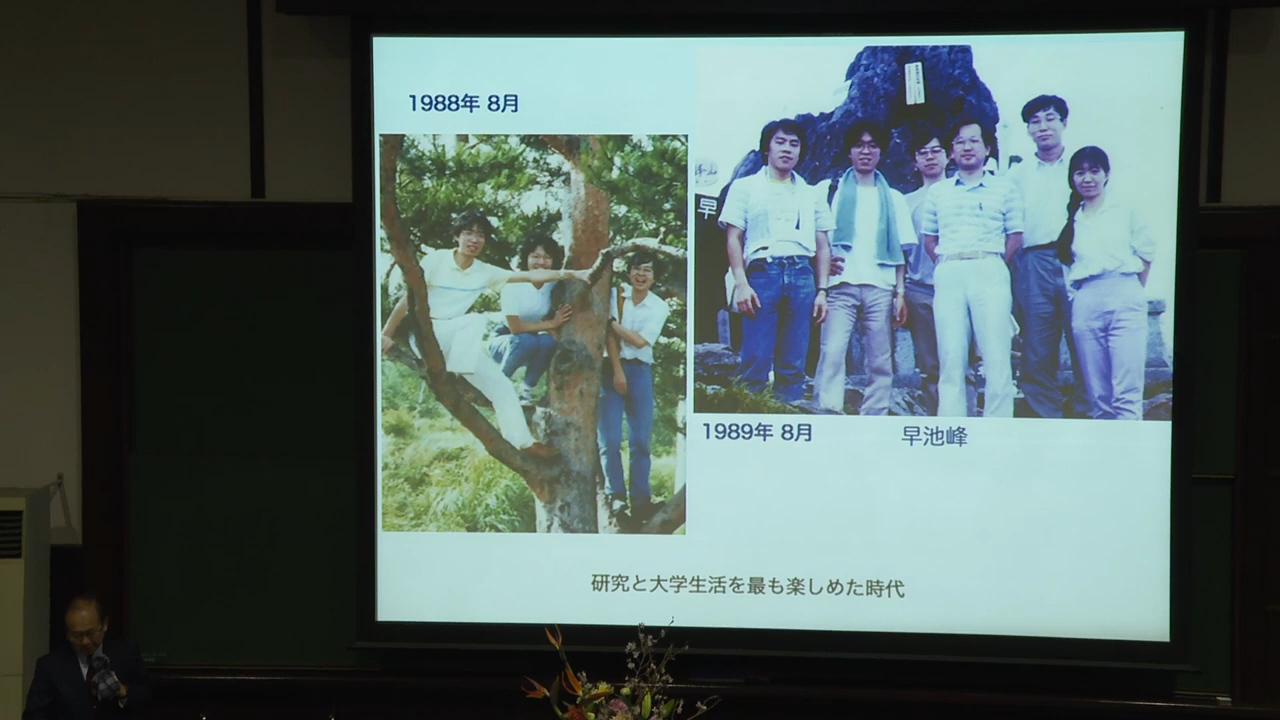 1988年 8月
早
1989年 8月
早池峰
研究と大学生活を最も楽しめた時代